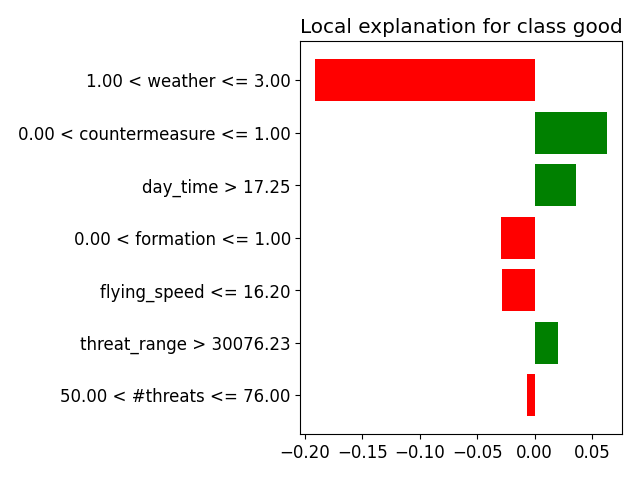 Local explanation for class good
1.00 < weather <= 3.00
0.00 < countermeasure <= 1.00
day_time > 17.25
0.00 < formation <= 1.00
flying_speed <= 16.20
threat_range > 30076.23
50.00 < #threats <= 76.00
−0.20 −0.15 −0.10 −0.05 0.00 0.05